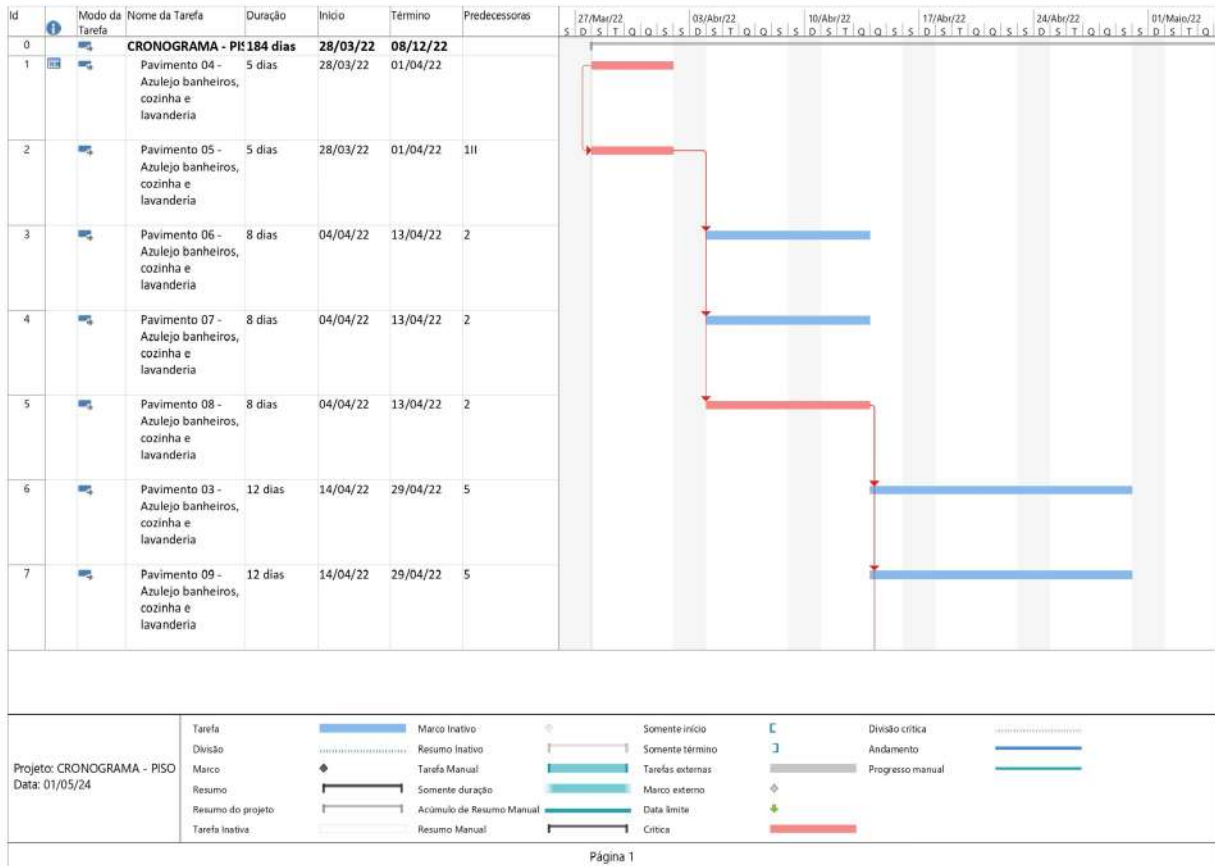 Id Modo da Tarefa Nome da Tarefa Duração Início Término Predecessoras
27/Mar/22 03/Abr/22 10/Abr/22 17/Abr/22 24/Abr/22 01/Maio/22
S D S T Q Q S S D S T Q Q S S D S T Q Q S S D S T Q Q S S D S T Q Q S S D S T Q
0 CRONOGRAMA - PIS 184 dias 28/03/22 08/12/22
1 Pavimento 04 - 5 dias 28/03/22 01/04/22
Azulejo banheiros,
cozinha e
lavanderia
2 Pavimento 05 - 5 dias 28/03/22 01/04/22 1II
Azulejo banheiros,
cozinha e
lavanderia
3 Pavimento 06 - 8 dias 04/04/22 13/04/22 2
Azulejo banheiros,
cozinha e
lavanderia
4 Pavimento 07 - 8 dias 04/04/22 13/04/22 2
Azulejo banheiros,
cozinha e
lavanderia
5 Pavimento 08 - 8 dias 04/04/22 13/04/22 2
Azulejo banheiros,
cozinha e
lavanderia
6 Pavimento 03 - 12 dias 14/04/22 29/04/22 5
Azulejo banheiros,
cozinha e
lavanderia
7 Pavimento 09 - 12 dias 14/04/22 29/04/22 5
Azulejo banheiros,
cozinha e
lavanderia
Projeto: CRONOGRAMA - PISO
Data: 01/05/24
Tarefa Marco Inativo Somente início Divisão crítica
Divisão Resumo Inativo Somente término Andamento
Marco Tarefa Manual Tarefas externas Progresso manual
Resumo Somente duração Marco externo
Resumo do projeto Acúmulo de Resumo Manual Data limite
Tarefa Inativa Resumo Manual Crítica
Página 1